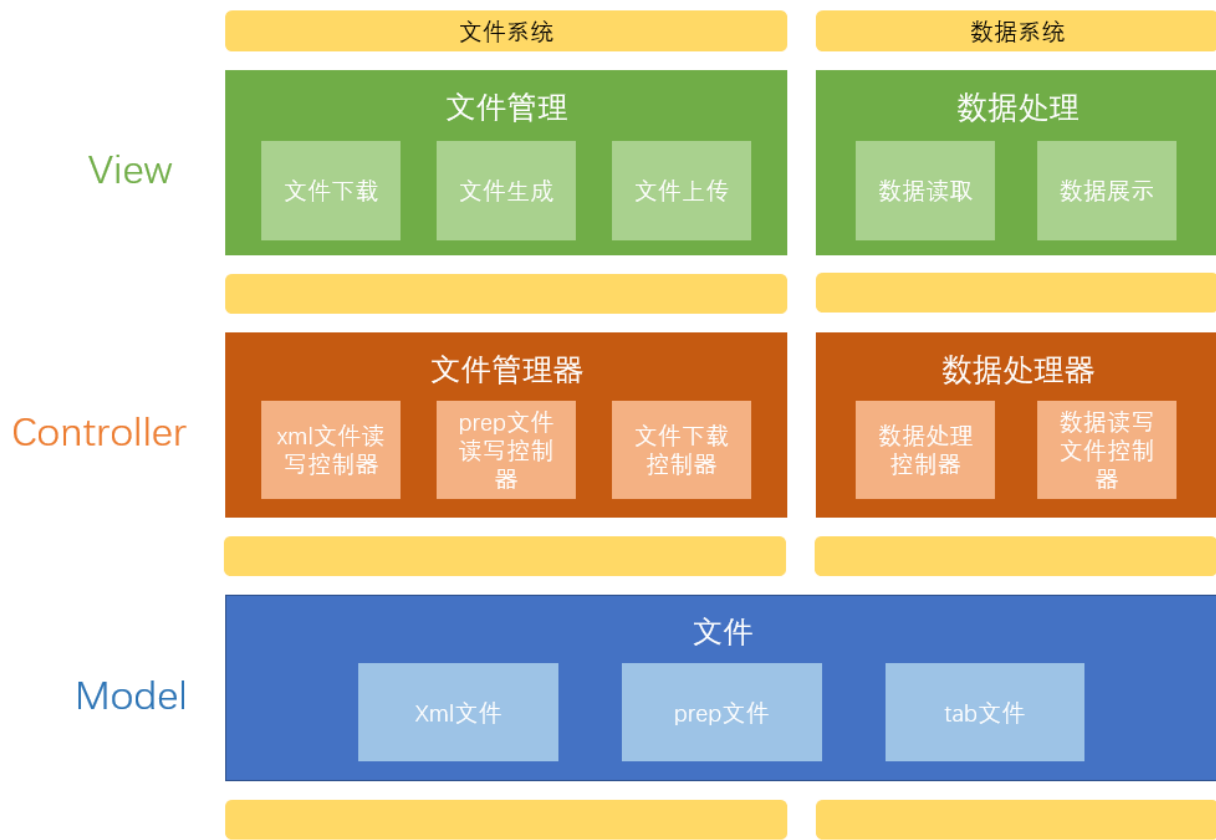 文件系统
数据系统
View
文件管理
文件下载
文件生成
文件上传
数据处理
数据读取
数据展示
Controller
文件管理器
xml文件读
写控制器
prep文件
读写控制
器
文件下载
控制器
数据处理器
数据处理
控制器
数据读写
文件控制
器
Model
文件
Xml文件
prep文件
tab文件